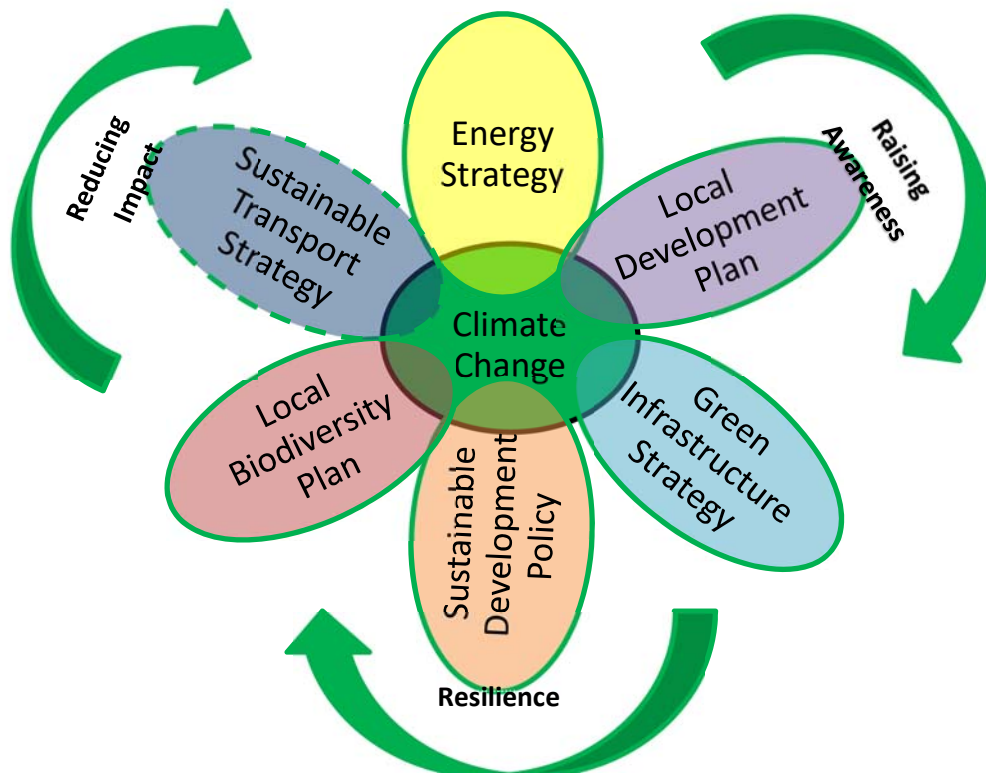 Energy
Strategy
Local
Development
Plan
Green
Infrastructure
Strategy
Sustainable
Development
Policy
Local
Biodiversity
Plan
Sustainable
Transport
Strategy
Climate
Change
Reducing
Impact
Raising
Awareness
Resilience